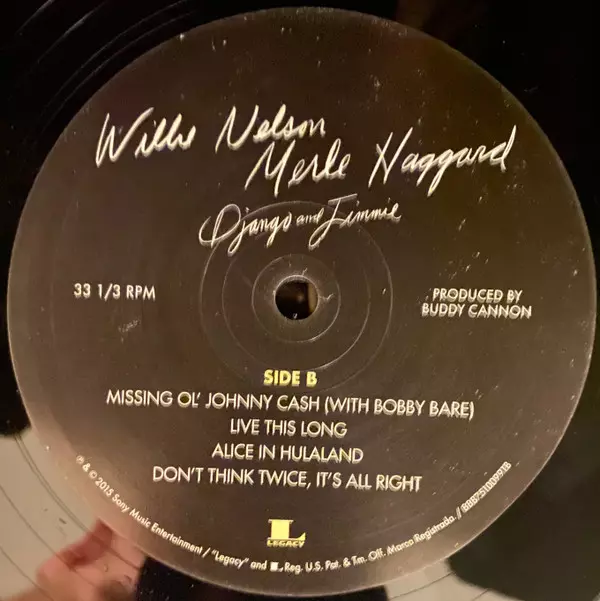 Willie Nelson
Merle Haggard
Django and Jimmie
33 1/3 RPM
PRODUCED BY
BUDDY CANNON
SIDE B
MISSING OL' JOHNNY CASH (WITH BOBBY BARE)
LIVE THIS LONG
ALICE IN HULALAND
DON'T THINK TWICE, IT'S ALL RIGHT
L
LEGACY
℗ & © 2015 Sony Music Entertainment / "Legacy" and L Reg. U.S. Pat. & Tm. Off. Marca Registrada. / 88875100991B